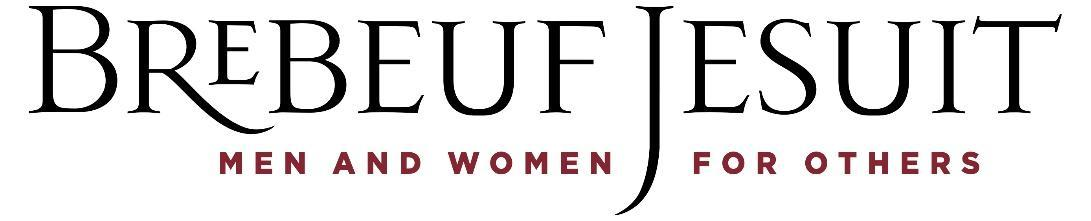 BREBEUF JESUIT
MEN AND WOMEN FOR OTHERS